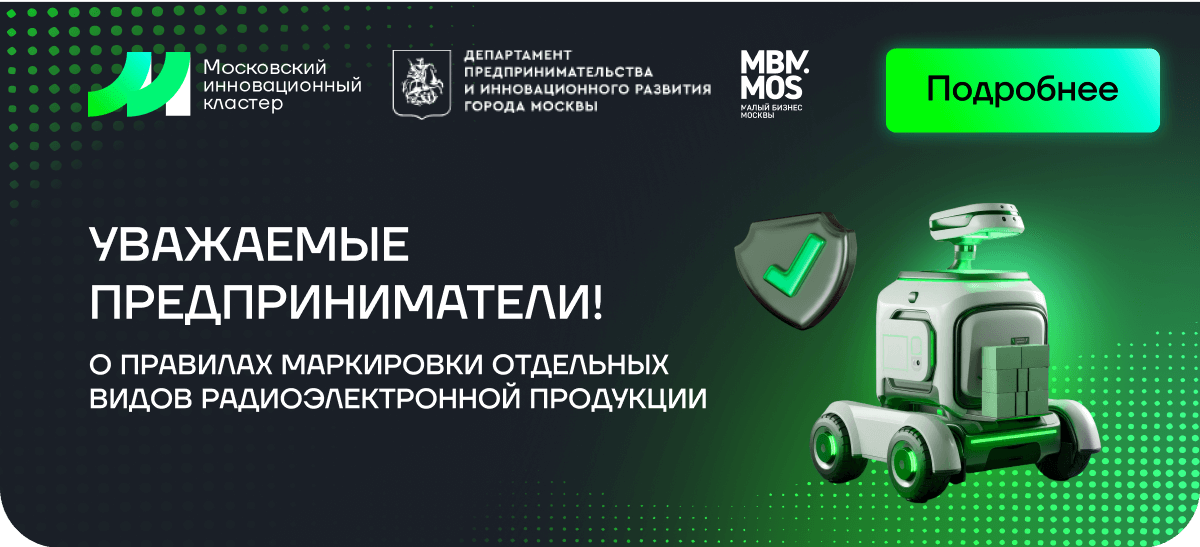 Московский
инновационный
кластер
ДЕПАРТАМЕНТ
ПРЕДПРИНИМАТЕЛЬСТВА
И ИННОВАЦИОННОГО РАЗВИТИЯ
ГОРОДА МОСКВЫ
MBM.
MOS
МАЛЫЙ БИЗНЕС
МОСКВЫ
Подробнее
УВАЖАЕМЫЕ
ПРЕДПРИНИМАТЕЛИ!
О ПРАВИЛАХ МАРКИРОВКИ ОТДЕЛЬНЫХ
ВИДОВ РАДИОЭЛЕКТРОННОЙ ПРОДУКЦИИ